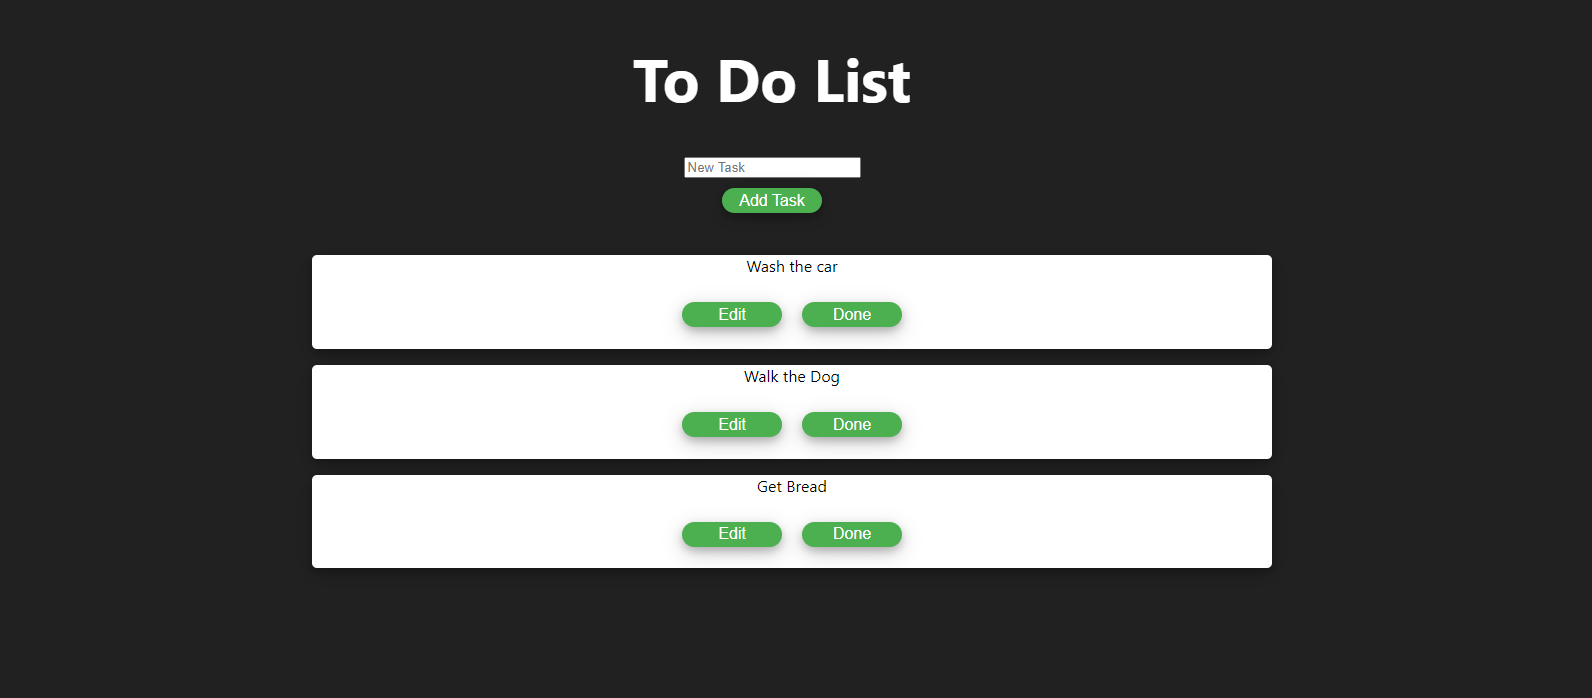 To Do List
New Task
Add Task
Wash the car
Edit Done
Walk the Dog
Edit Done
Get Bread
Edit Done